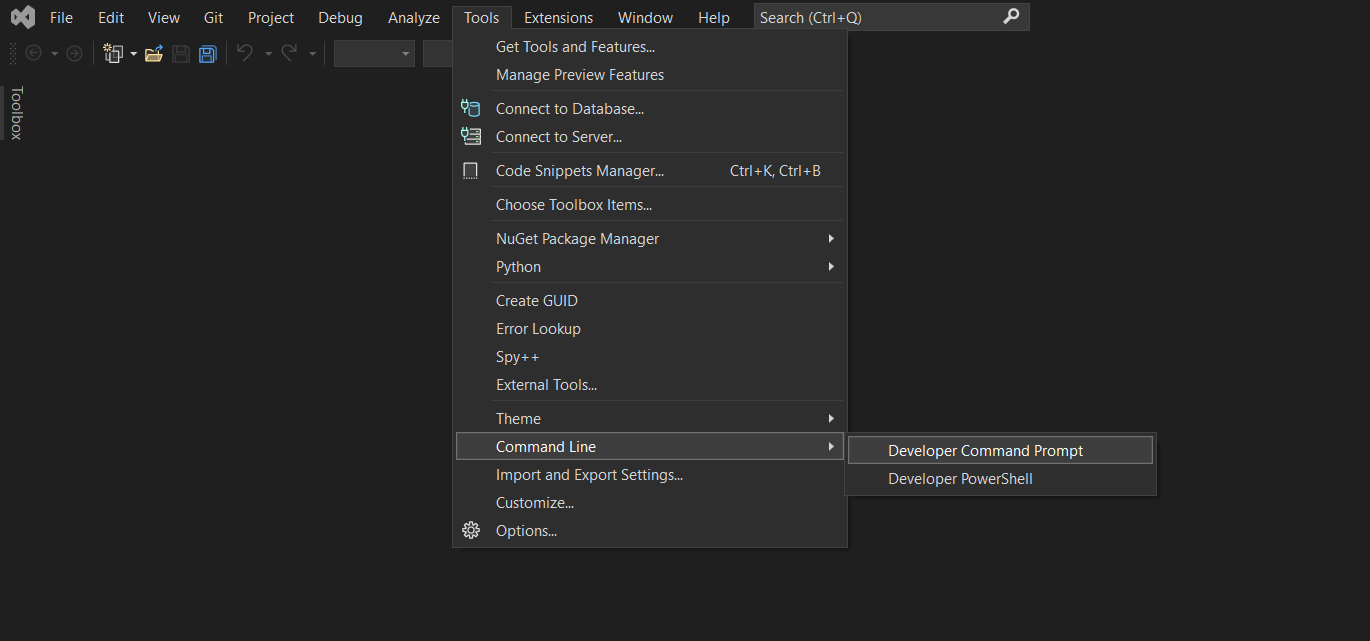 File Edit View Git Project Debug Analyze Tools Extensions Window Help Search (Ctrl+Q)
Toolbox
Get Tools and Features...
Manage Preview Features
Connect to Database...
Connect to Server...
Code Snippets Manager... Ctrl+K, Ctrl+B
Choose Toolbox Items...
NuGet Package Manager
Python
Create GUID
Error Lookup
Spy++
External Tools...
Theme
Command Line
Developer Command Prompt
Developer PowerShell
Import and Export Settings...
Customize...
Options...